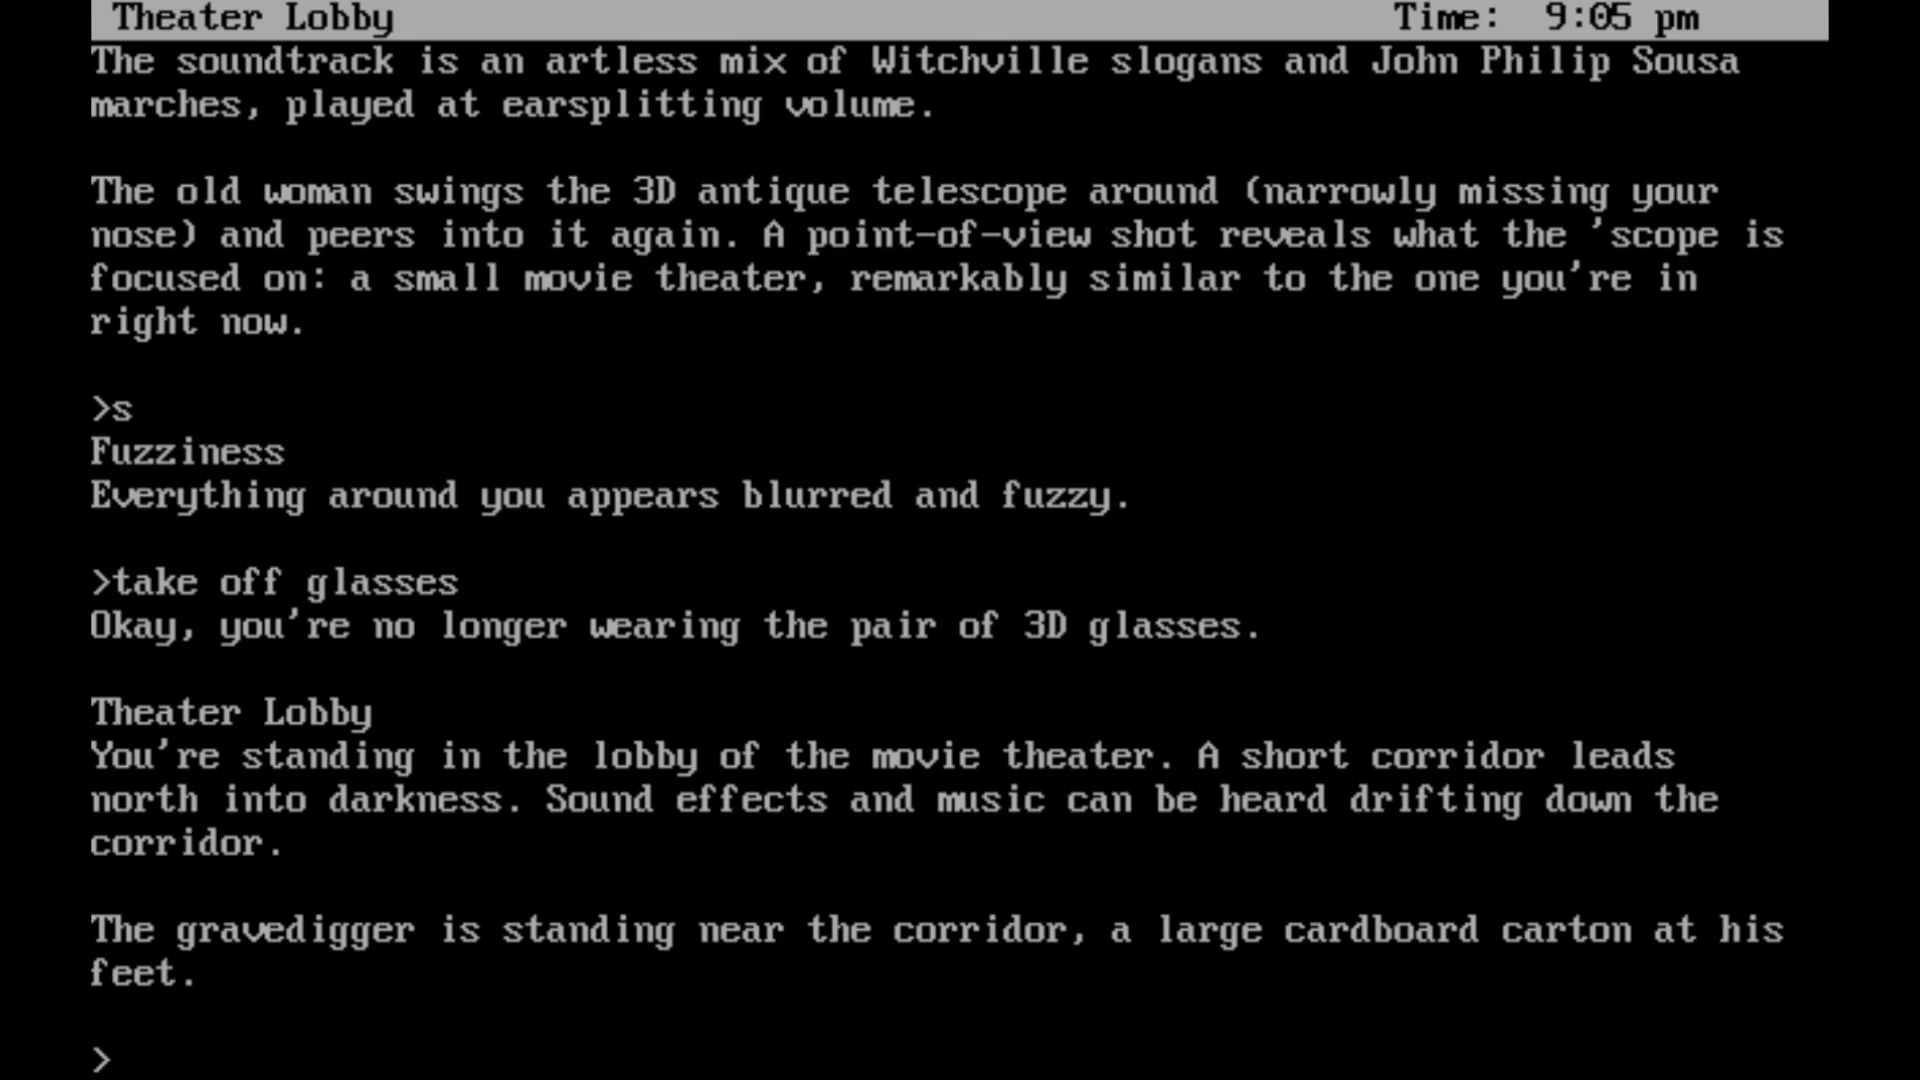 Theater Lobby Time: 9:05 pm
The soundtrack is an artless mix of Witchville slogans and John Philip Sousa
marches, played at earsplitting volume.
The old woman swings the 3D antique telescope around (narrowly missing your
nose) and peers into it again. A point-of-view shot reveals what the 'scope is
focused on: a small movie theater, remarkably similar to the one you're in
right now.
>s
Fuzziness
Everything around you appears blurred and fuzzy.
>take off glasses
Okay, you're no longer wearing the pair of 3D glasses.
Theater Lobby
You're standing in the lobby of the movie theater. A short corridor leads
north into darkness. Sound effects and music can be heard drifting down the
corridor.
The gravedigger is standing near the corridor, a large cardboard carton at his
feet.
>